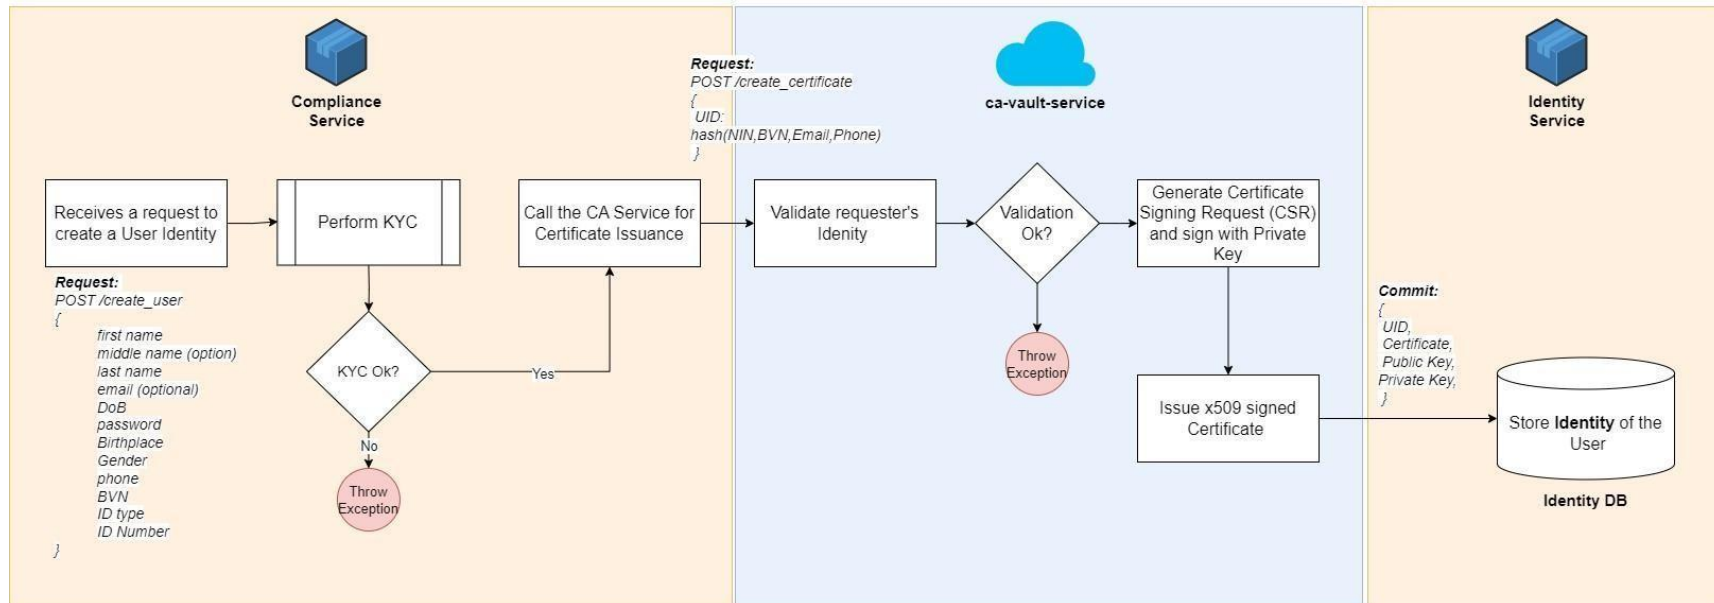 Compliance
Service
Receives a request to
create a User Identity
Perform KYC
Request:
POST /create_user
{
first name
middle name (option)
last name
email (optional)
DoB
password
Birthplace
Gender
phone
BVN
ID type
ID Number
}
KYC Ok?
Yes
No
Throw
Exception
Call the CA Service for
Certificate Issuance
Request:
POST /create_certificate
{
UID:
hash(NIN,BVN,Email,Phone)
}
ca-vault-service
Validate requester's
Idenity
Validation
Ok?
Throw
Exception
Generate Certificate
Signing Request (CSR)
and sign with Private
Key
Issue x509 signed
Certificate
Identity
Service
Commit:
{
UID,
Certificate,
Public Key,
Private Key,
}
Store Identity of the
User
Identity DB